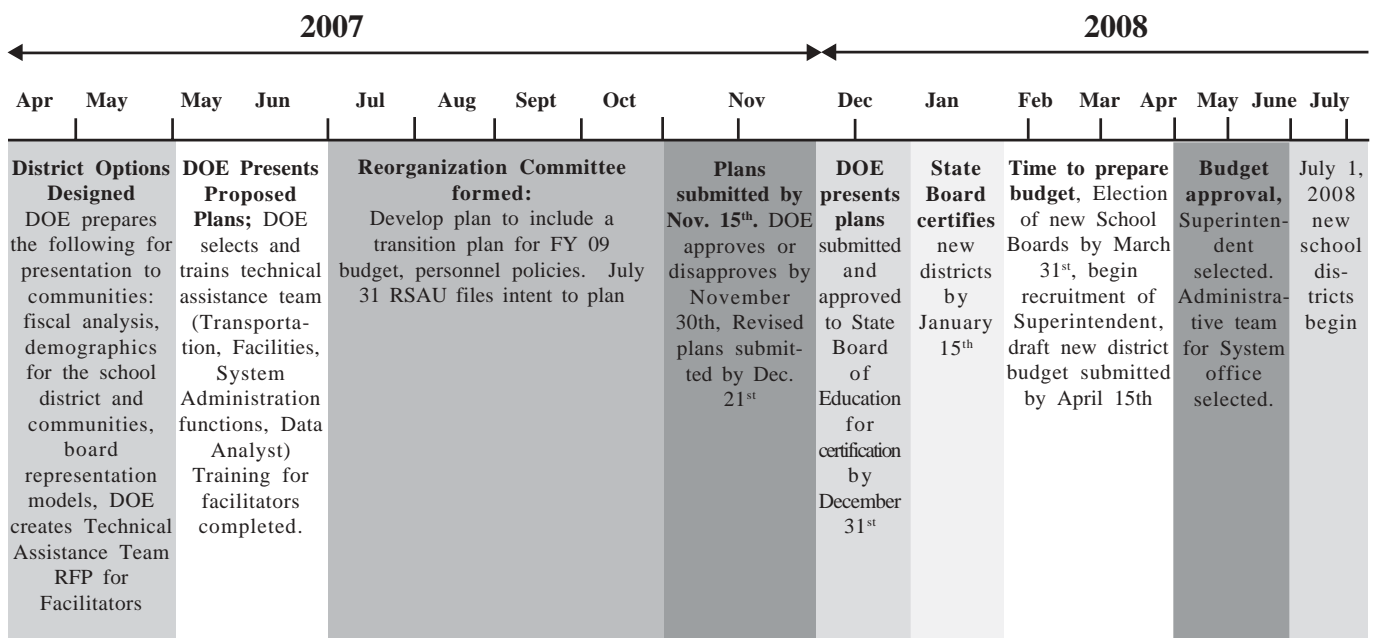 2007
2008
Apr May May Jun Jul Aug Sept Oct Nov Dec Jan Feb Mar Apr May June July
District Options
Designed
DOE prepares
the following for
presentation to
communities:
fiscal analysis,
demographics
for the school
district and
communities,
board
representation
models, DOE
creates Technical
Assistance Team
RFP for
Facilitators
DOE Presents
Proposed
Plans; DOE
selects and
trains technical
assistance team
(Transporta-
tion, Facilities,
System
Administration
functions, Data
Analyst)
Training for
facilitators
completed.
Reorganization Committee
formed:
Develop plan to include a
transition plan for FY 09
budget, personnel policies. July
31 RSAU files intent to plan
Plans
submitted by
Nov. 15th. DOE
approves or
disapproves by
November
30th, Revised
plans submit-
ted by Dec.
21st
DOE
presents
plans
submitted
and
approved
to State
Board
of
Education
for
certification
by
December
31st
State
Board
certifies
new
districts
by
January
15th
Time to prepare
budget, Election
of new School
Boards by March
31st, begin
recruitment of
Superintendent,
draft new district
budget submitted
by April 15th
Budget
approval,
Superinten-
dent
selected.
Administra-
tive team
for System
office
selected.
July 1,
2008
new
school
dis-
tricts
begin